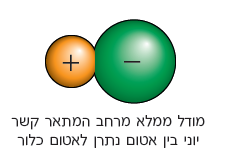 + −
מודל ממלא מרחב המתאר קשר
יוני בין אטום נתרן לאטום כלור